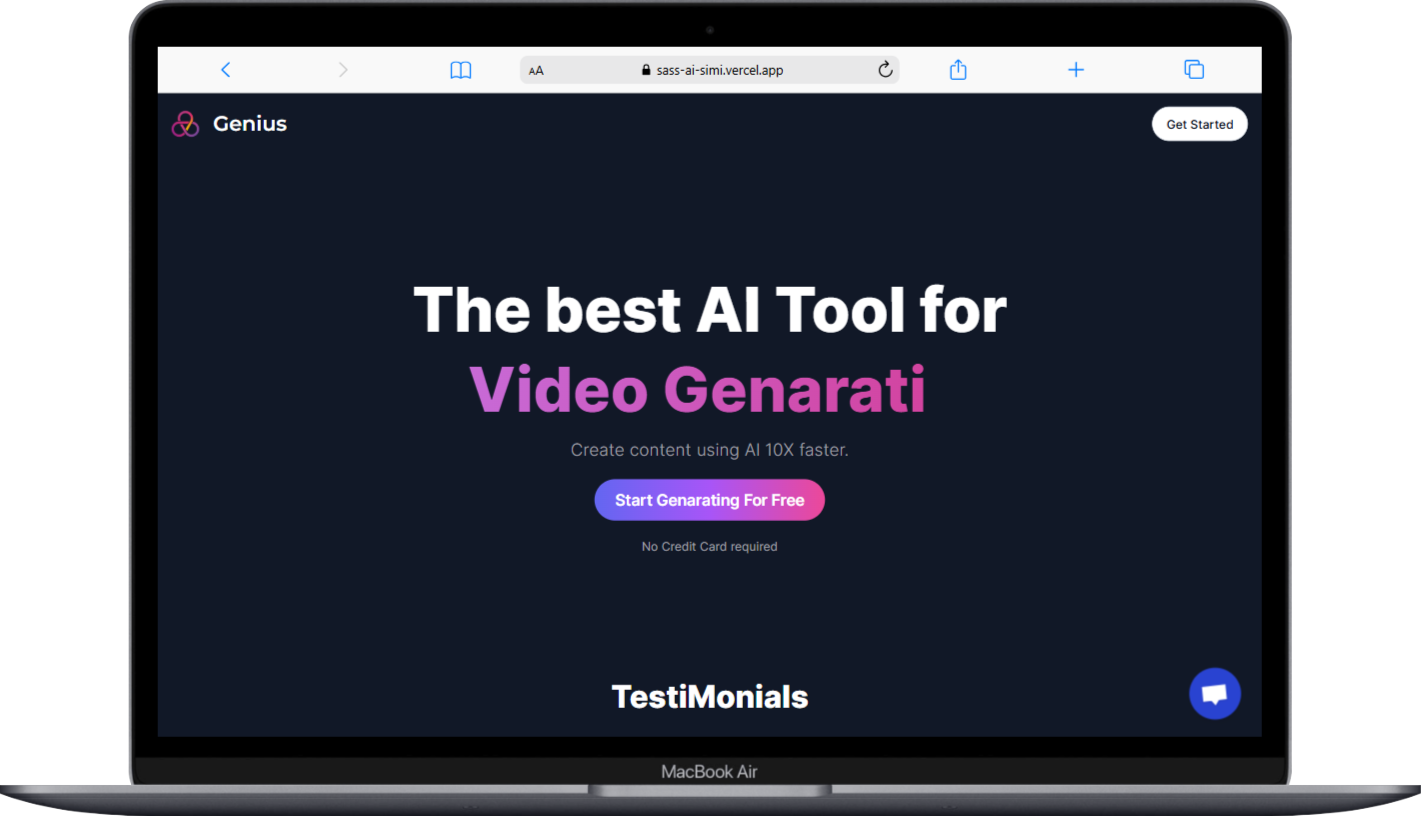 AA
sass-ai-simi.vercel.app
Genius
Get Started
The best AI Tool for
Video Genarati
Create content using AI 10X faster.
Start Genarating For Free
No Credit Card required
TestiMonials
MacBook Air